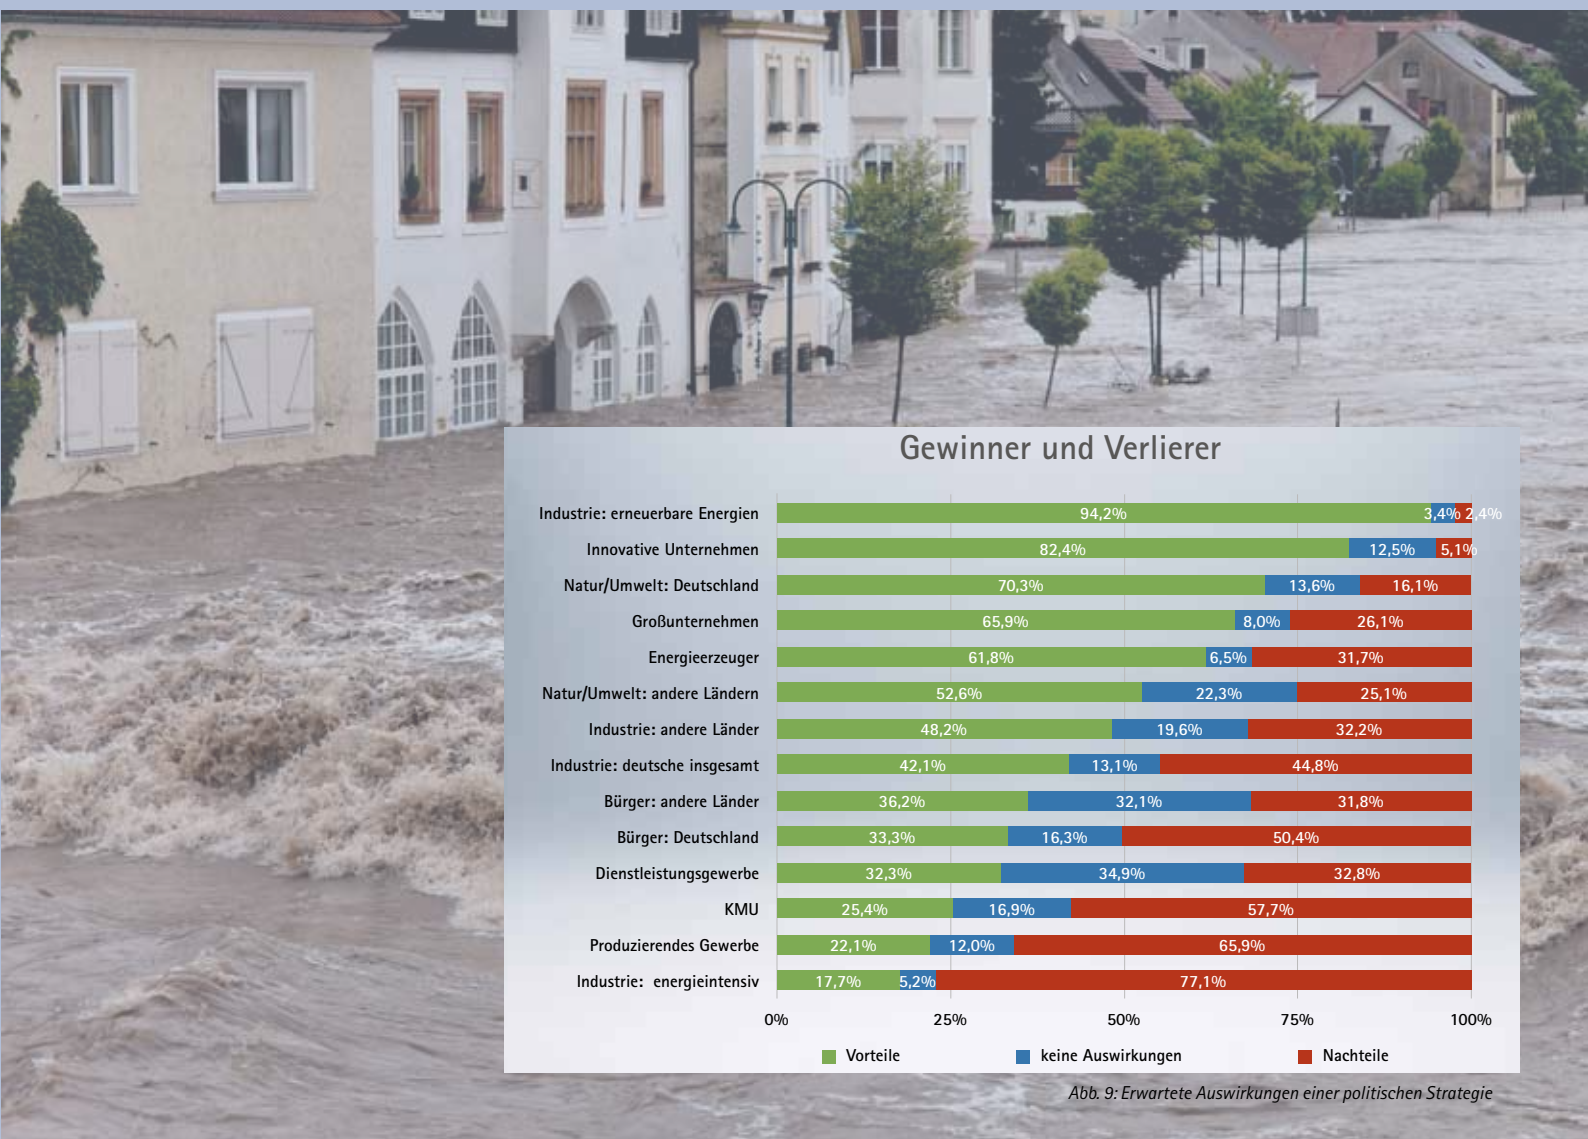 Gewinner und Verlierer
Industrie: erneuerbare Energien 94,2% 3,4% 2,4%
Innovative Unternehmen 82,4% 12,5% 5,1%
Natur/Umwelt: Deutschland 70,3% 13,6% 16,1%
Großunternehmen 65,9% 8,0% 26,1%
Energieerzeuger 61,8% 6,5% 31,7%
Natur/Umwelt: andere Ländern 52,6% 22,3% 25,1%
Industrie: andere Länder 48,2% 19,6% 32,2%
Industrie: deutsche insgesamt 42,1% 13,1% 44,8%
Bürger: andere Länder 36,2% 32,1% 31,8%
Bürger: Deutschland 33,3% 16,3% 50,4%
Dienstleistungsgewerbe 32,3% 34,9% 32,8%
KMU 25,4% 16,9% 57,7%
Produzierendes Gewerbe 22,1% 12,0% 65,9%
Industrie: energieintensiv 17,7% 5,2% 77,1%
0% 25% 50% 75% 100%
Vorteile keine Auswirkungen Nachteile
Abb. 9: Erwartete Auswirkungen einer politischen Strategie